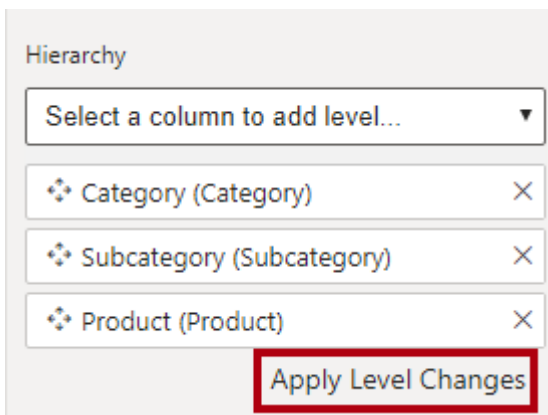 Hierarchy
Select a column to add level...
Category (Category)
Subcategory (Subcategory)
Product (Product)
Apply Level Changes